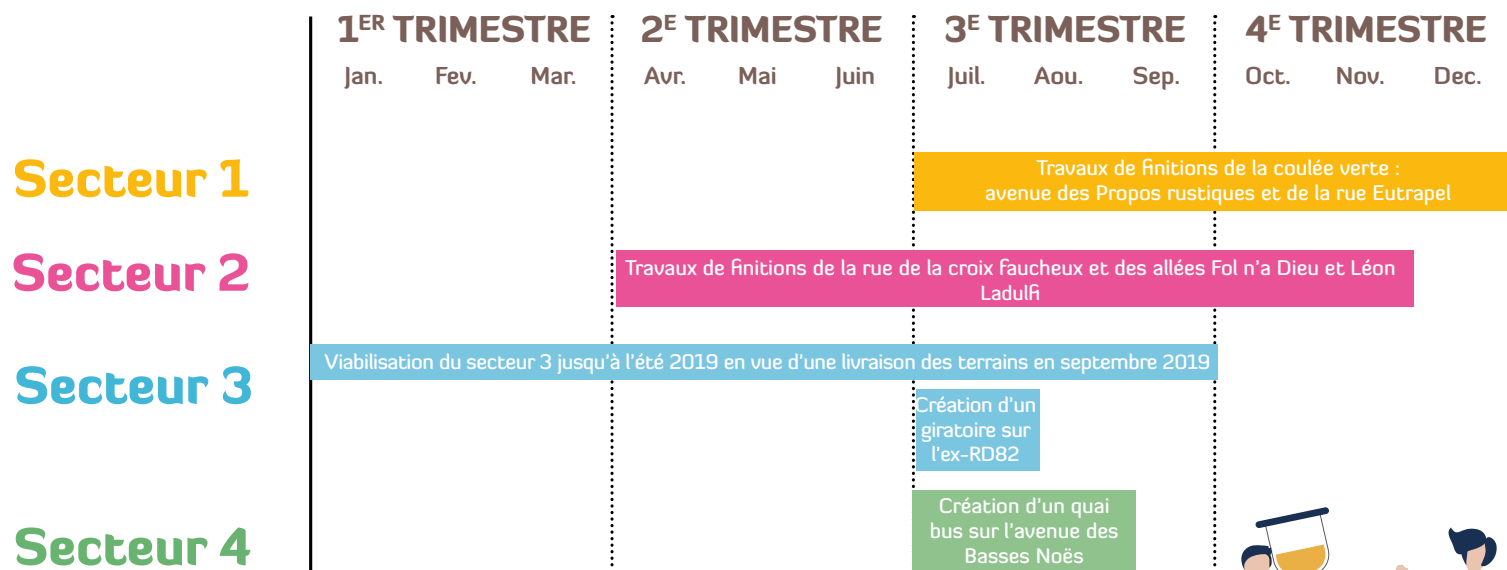 1ER TRIMESTRE 2E TRIMESTRE 3E TRIMESTRE 4E TRIMESTRE
Jan. Fev. Mar. Avr. Mai Juin Juil. Aou. Sep. Oct. Nov. Dec.
Secteur 1
Travaux de finitions de la coulée verte :
avenue des Propos rustiques et de la rue Eutrapel
Secteur 2
Travaux de finitions de la rue de la croix faucheux et des allées Fol n'a Dieu et Léon
Ladulfi
Secteur 3
Viabilisation du secteur 3 jusqu'à l'été 2019 en vue d'une livraison des terrains en septembre 2019
Création d'un
giratoire sur
l'ex-RD82
Secteur 4
Création d'un quai
bus sur l'avenue des
Basses Noës